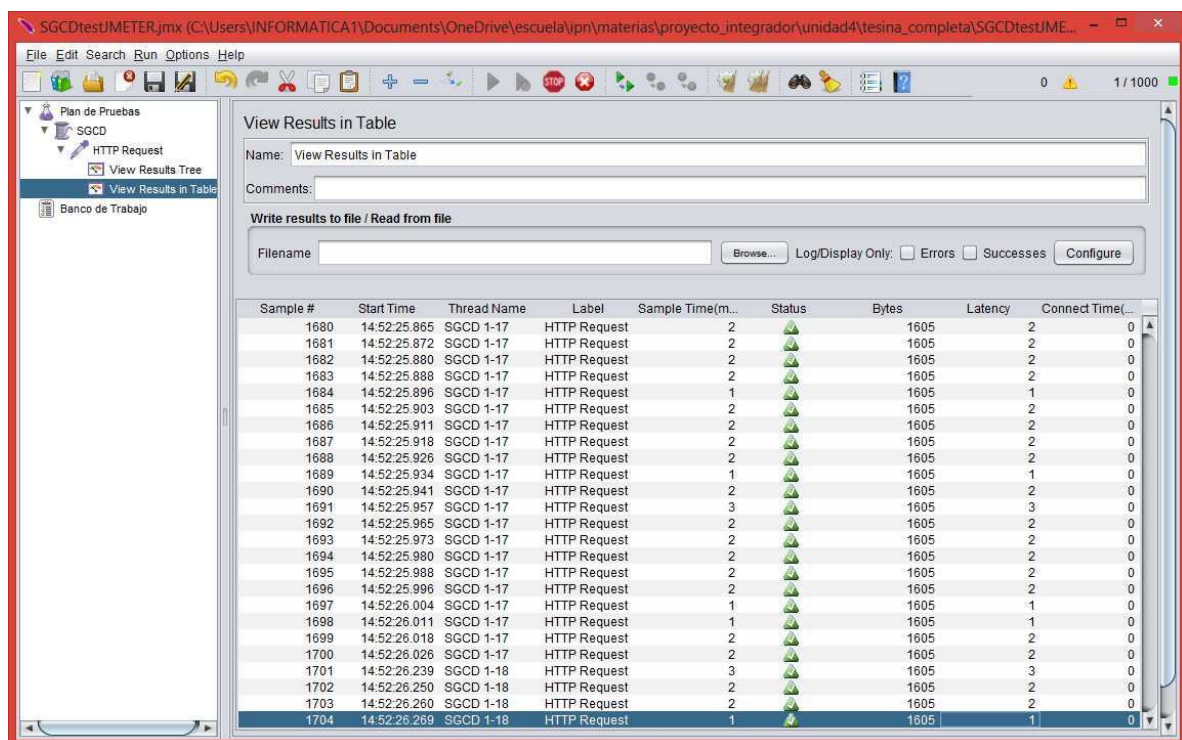 SGCDtestJMETER.jmx (C:\Users\INFORMATICA1\Documents\OneDrive\escuela\ipn\materias\proyecto_integrador\unidad4\tesina_completa\SGCDtestJME...
File Edit Search Run Options Help
STOP 0 1 / 1000
Plan de Pruebas
SGCD
HTTP Request
View Results Tree
View Results in Table
Banco de Trabajo
View Results in Table
Name: View Results in Table
Comments:
Write results to file / Read from file
Filename Browse... Log/Display Only: Errors Successes Configure
Sample # Start Time Thread Name Label Sample Time(m... Status Bytes Latency Connect Time(...
1680 14:52:25.865 SGCD 1-17 HTTP Request 2 1605 2 0
1681 14:52:25.872 SGCD 1-17 HTTP Request 2 1605 2 0
1682 14:52:25.880 SGCD 1-17 HTTP Request 2 1605 2 0
1683 14:52:25.888 SGCD 1-17 HTTP Request 2 1605 2 0
1684 14:52:25.896 SGCD 1-17 HTTP Request 1 1605 1 0
1685 14:52:25.903 SGCD 1-17 HTTP Request 2 1605 2 0
1686 14:52:25.911 SGCD 1-17 HTTP Request 2 1605 2 0
1687 14:52:25.918 SGCD 1-17 HTTP Request 2 1605 2 0
1688 14:52:25.926 SGCD 1-17 HTTP Request 2 1605 2 0
1689 14:52:25.934 SGCD 1-17 HTTP Request 1 1605 1 0
1690 14:52:25.941 SGCD 1-17 HTTP Request 2 1605 2 0
1691 14:52:25.957 SGCD 1-17 HTTP Request 3 1605 3 0
1692 14:52:25.965 SGCD 1-17 HTTP Request 2 1605 2 0
1693 14:52:25.973 SGCD 1-17 HTTP Request 2 1605 2 0
1694 14:52:25.980 SGCD 1-17 HTTP Request 2 1605 2 0
1695 14:52:25.988 SGCD 1-17 HTTP Request 2 1605 2 0
1696 14:52:25.996 SGCD 1-17 HTTP Request 2 1605 2 0
1697 14:52:26.004 SGCD 1-17 HTTP Request 1 1605 1 0
1698 14:52:26.011 SGCD 1-17 HTTP Request 1 1605 1 0
1699 14:52:26.018 SGCD 1-17 HTTP Request 2 1605 2 0
1700 14:52:26.026 SGCD 1-17 HTTP Request 2 1605 2 0
1701 14:52:26.239 SGCD 1-18 HTTP Request 3 1605 3 0
1702 14:52:26.250 SGCD 1-18 HTTP Request 2 1605 2 0
1703 14:52:26.260 SGCD 1-18 HTTP Request 2 1605 2 0
1704 14:52:26.269 SGCD 1-18 HTTP Request 1 1605 1 0